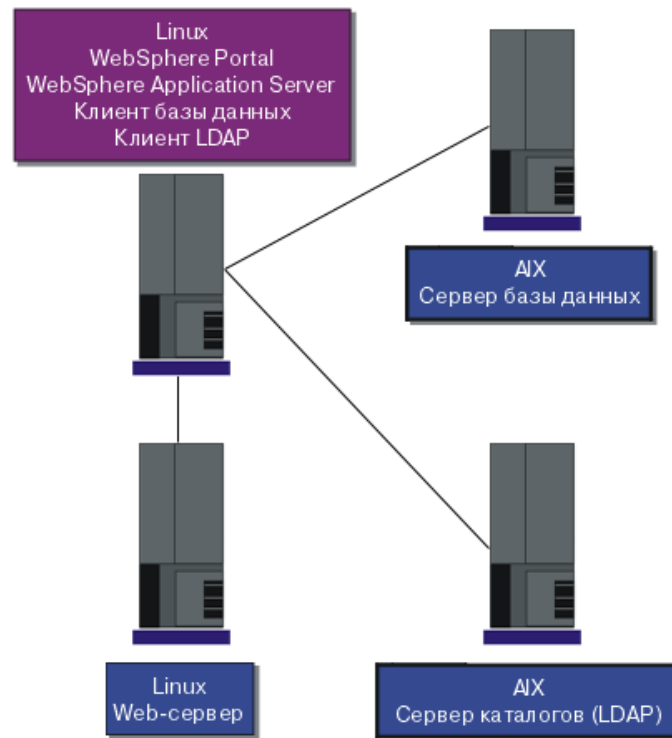 Linux
WebSphere Portal
WebSphere Application Server
Клиент базы данных
Клиент LDAP
AIX
Сервер базы данных
Linux
Web-сервер
AIX
Сервер каталогов (LDAP)